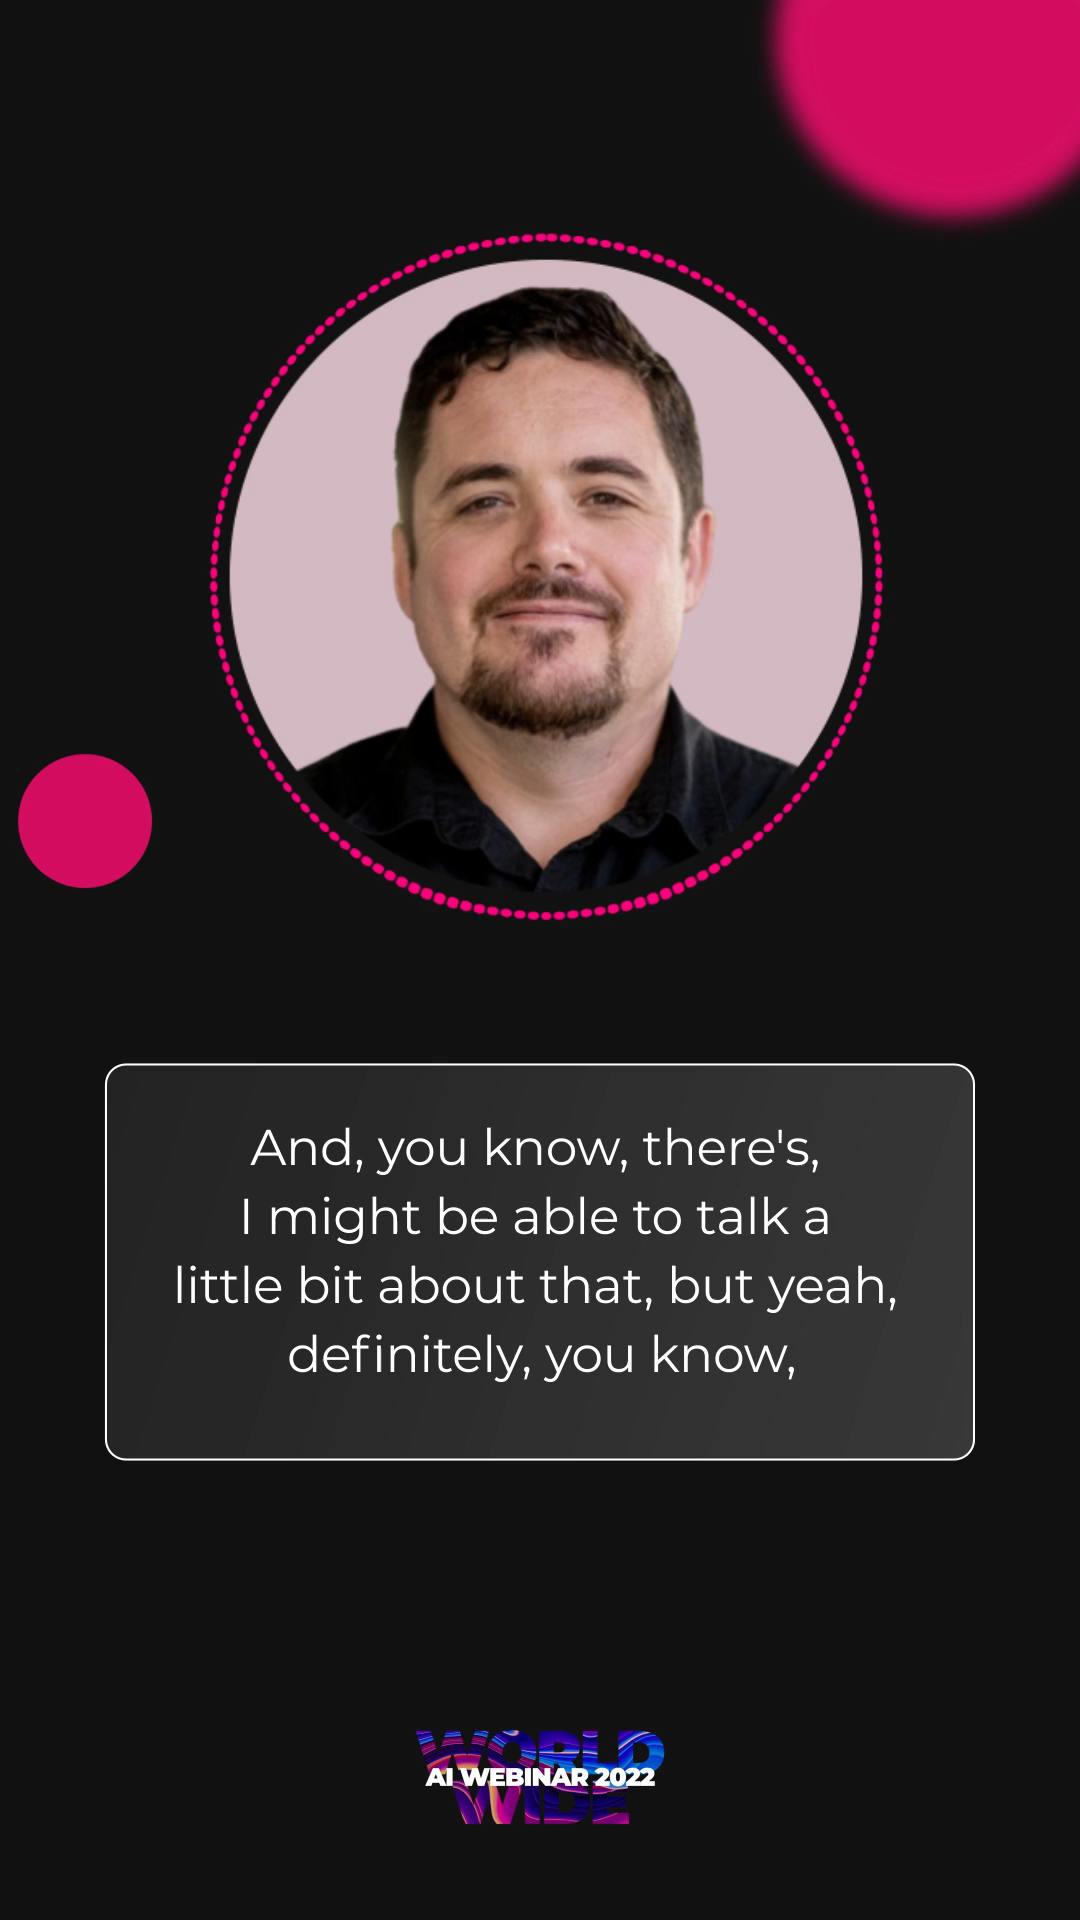 And, you know, there's,
I might be able to talk a
little bit about that, but yeah,
definitely, you know,
WORLD
AI WEBINAR 2022
WIDE